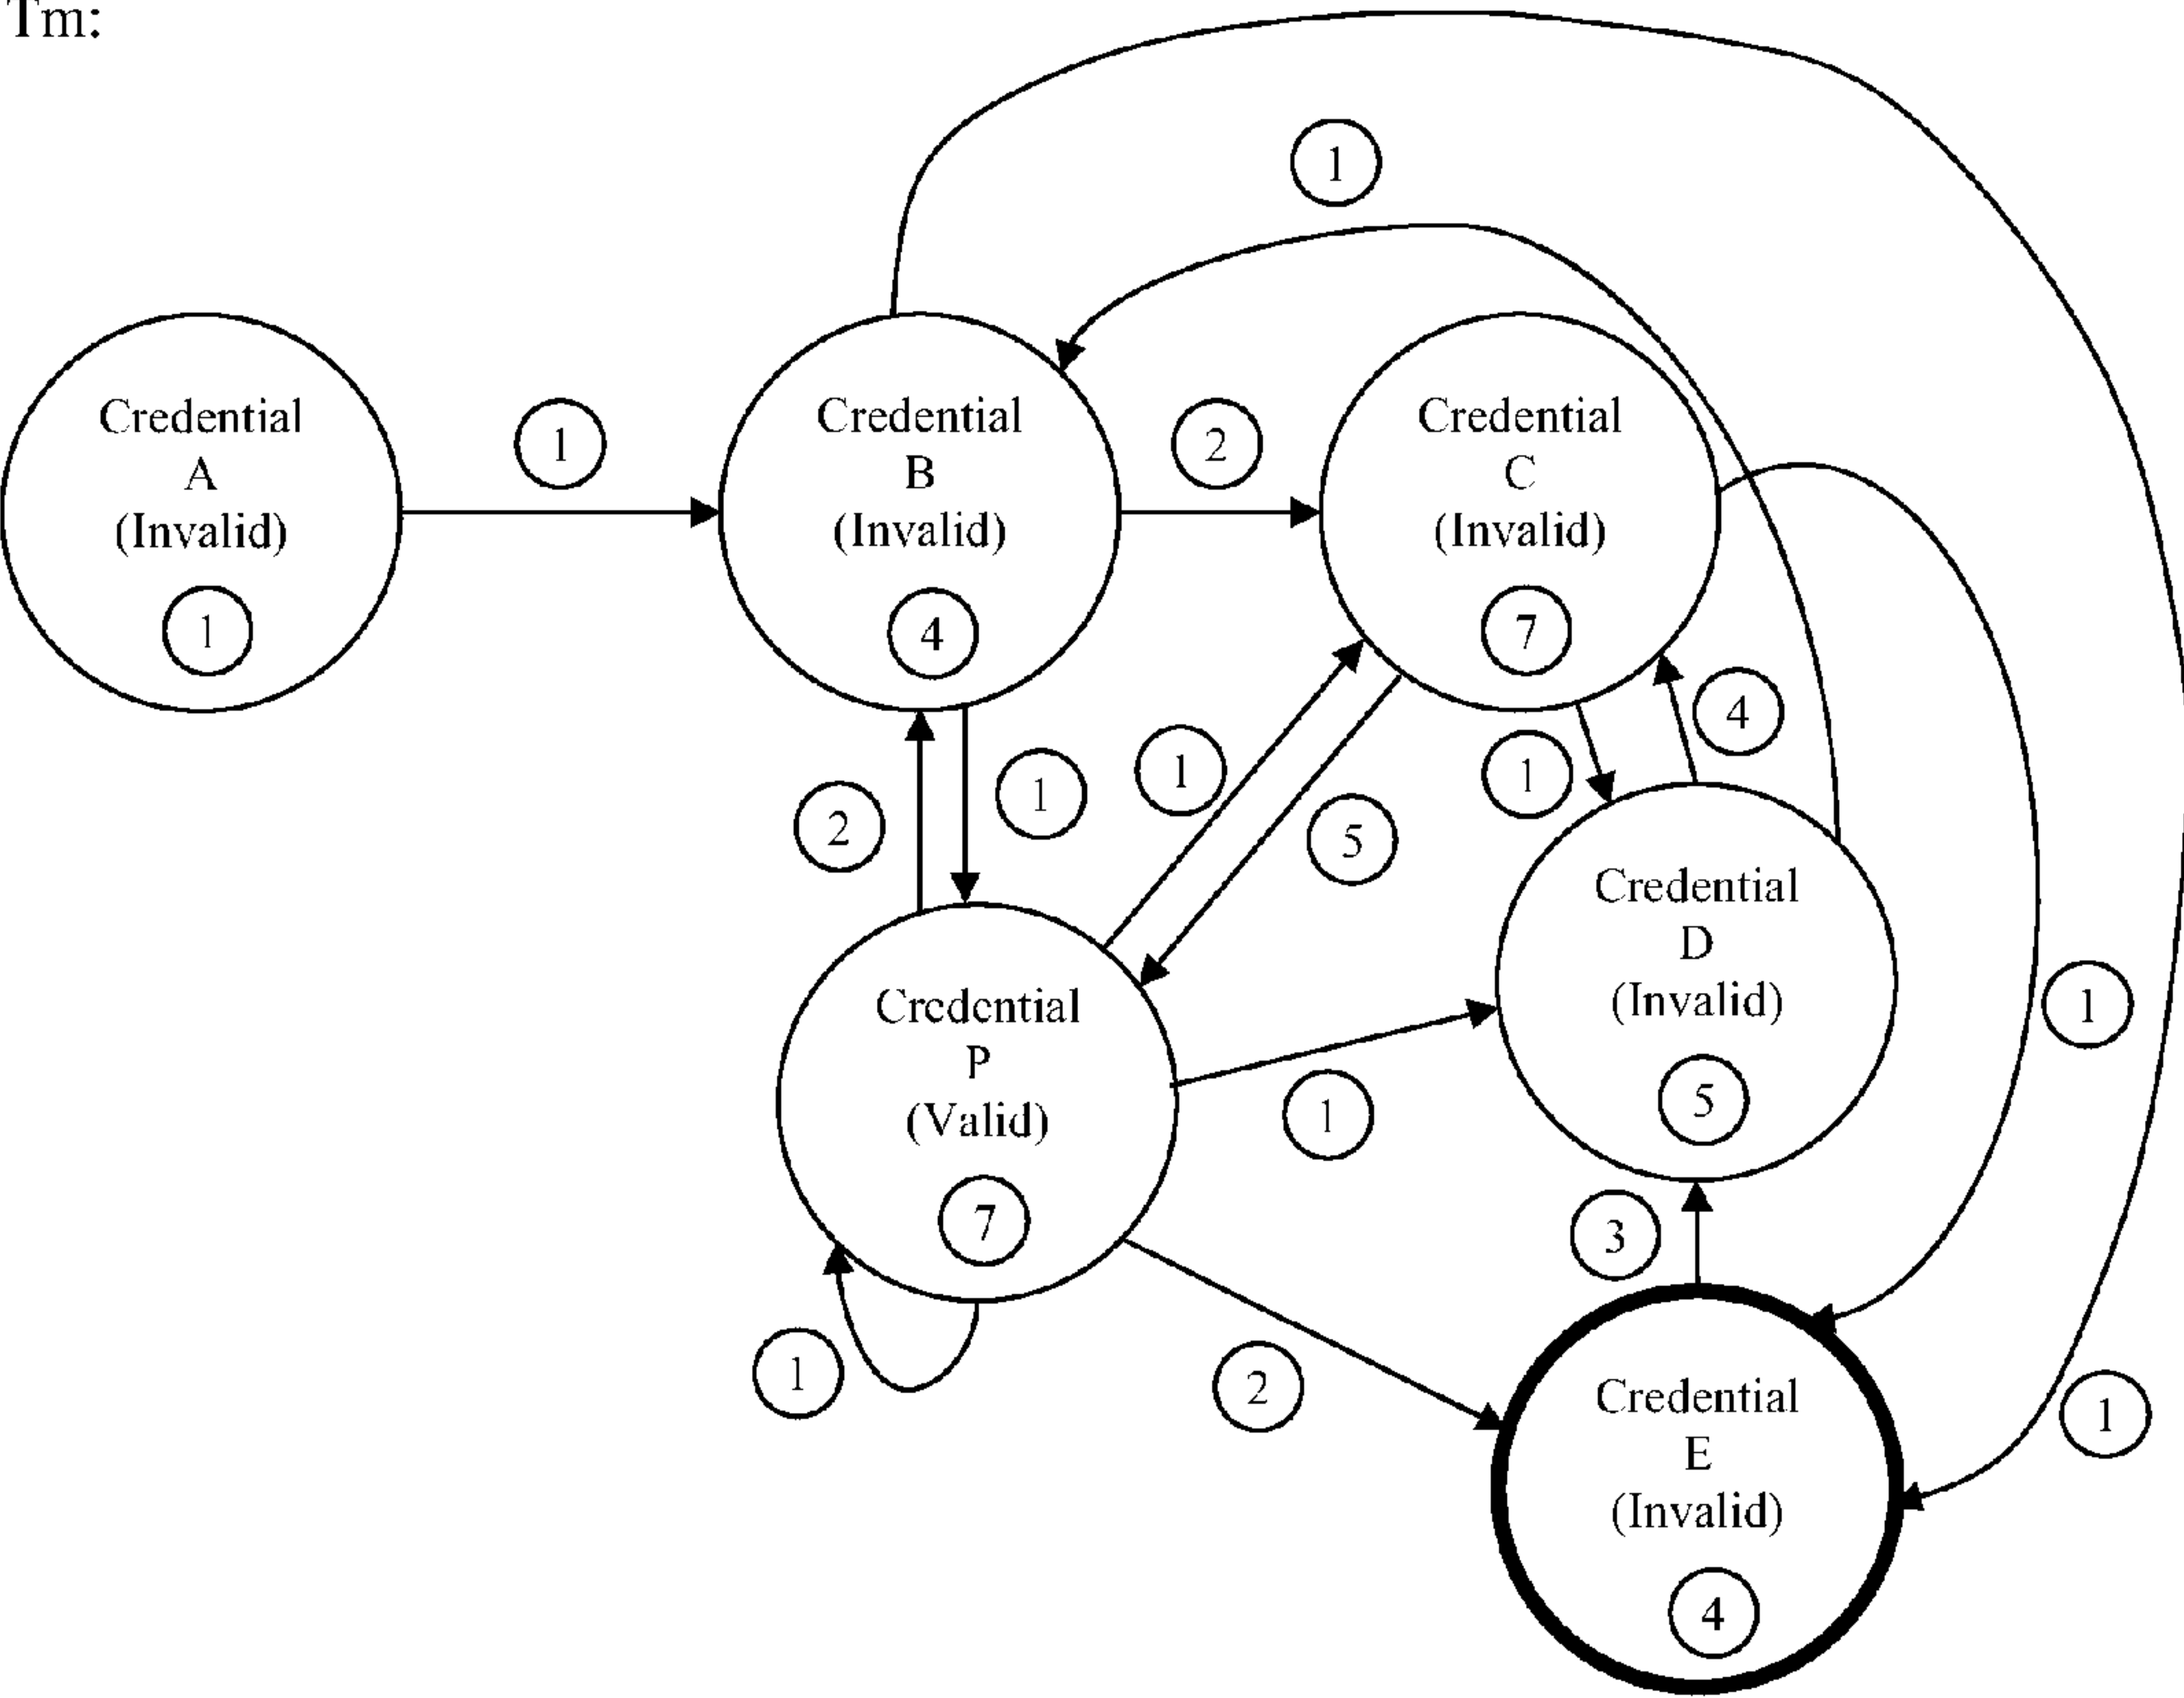 Tm:
1
1
1
2
Credential
A
(Invalid)
1
Credential
B
(Invalid)
4
Credential
C
(Invalid)
7
2
1
1
5
1
4
Credential
P
(Valid)
7
Credential
D
(Invalid)
5
1
1
3
1
2
1
Credential
E
(Invalid)
4